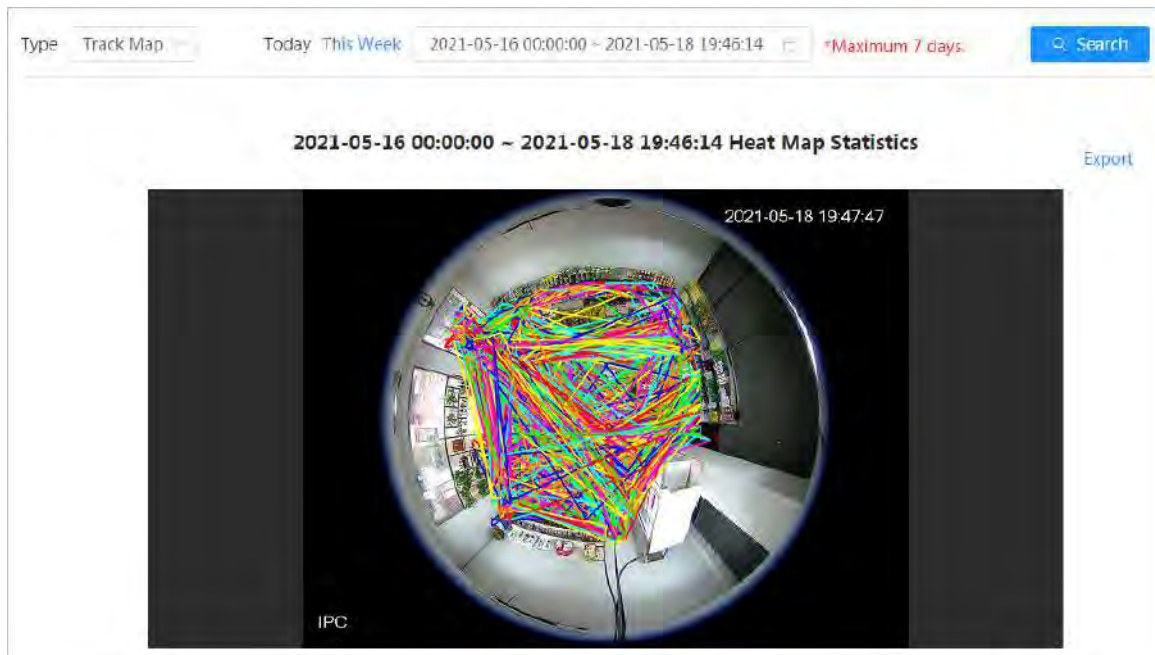 Type Track Map Today This Week 2021-05-16 00:00:00 ~ 2021-05-18 19:46:14 *Maximum 7 days. Search
2021-05-16 00:00:00 ~ 2021-05-18 19:46:14 Heat Map Statistics
Export
2021-05-18 19:47:47
IPC